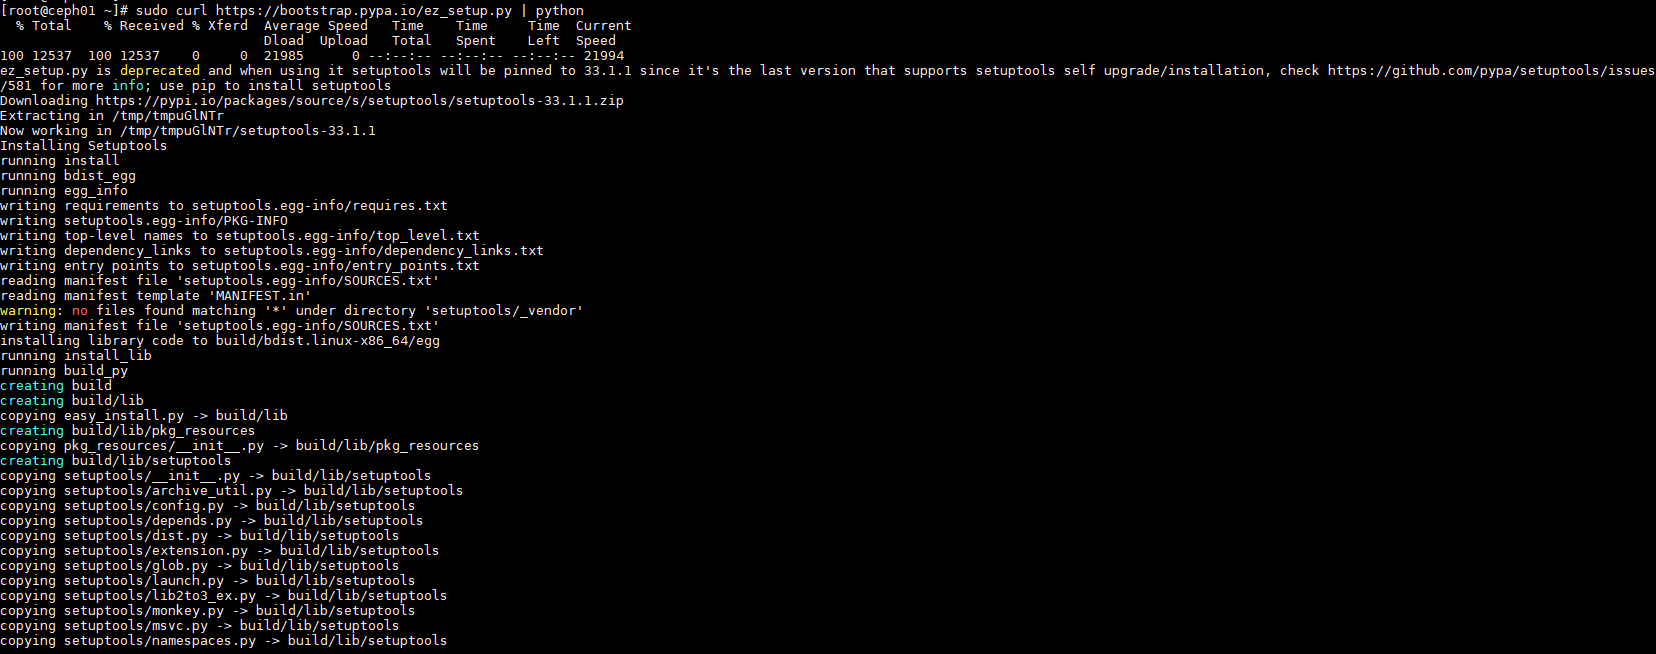 [root@ceph01 ~]# sudo curl https://bootstrap.pypa.io/ez_setup.py | python
  % Total    % Received % Xferd  Average Speed   Time    Time     Time  Current
                                 Dload  Upload   Total   Spent    Left  Speed
100 12537  100 12537    0     0  21985      0 --:--:-- --:--:-- --:--:-- 21994
ez_setup.py is deprecated and when using it setuptools will be pinned to 33.1.1 since it's the last version that supports setuptools self upgrade/installation, check https://github.com/pypa/setuptools/issues
/581 for more info; use pip to install setuptools
Downloading https://pypi.io/packages/source/s/setuptools/setuptools-33.1.1.zip
Extracting in /tmp/tmpuGlNTr
Now working in /tmp/tmpuGlNTr/setuptools-33.1.1
Installing Setuptools
running install
running bdist_egg
running egg_info
writing requirements to setuptools.egg-info/requires.txt
writing setuptools.egg-info/PKG-INFO
writing top-level names to setuptools.egg-info/top_level.txt
writing dependency_links to setuptools.egg-info/dependency_links.txt
writing entry points to setuptools.egg-info/entry_points.txt
reading manifest file 'setuptools.egg-info/SOURCES.txt'
reading manifest template 'MANIFEST.in'
warning: no files found matching '*' under directory 'setuptools/_vendor'
writing manifest file 'setuptools.egg-info/SOURCES.txt'
installing library code to build/bdist.linux-x86_64/egg
running install_lib
running build_py
creating build
creating build/lib
copying easy_install.py -> build/lib
creating build/lib/pkg_resources
copying pkg_resources/__init__.py -> build/lib/pkg_resources
creating build/lib/setuptools
copying setuptools/__init__.py -> build/lib/setuptools
copying setuptools/archive_util.py -> build/lib/setuptools
copying setuptools/config.py -> build/lib/setuptools
copying setuptools/depends.py -> build/lib/setuptools
copying setuptools/dist.py -> build/lib/setuptools
copying setuptools/extension.py -> build/lib/setuptools
copying setuptools/glob.py -> build/lib/setuptools
copying setuptools/launch.py -> build/lib/setuptools
copying setuptools/lib2to3_ex.py -> build/lib/setuptools
copying setuptools/monkey.py -> build/lib/setuptools
copying setuptools/msvc.py -> build/lib/setuptools
copying setuptools/namespaces.py -> build/lib/setuptools